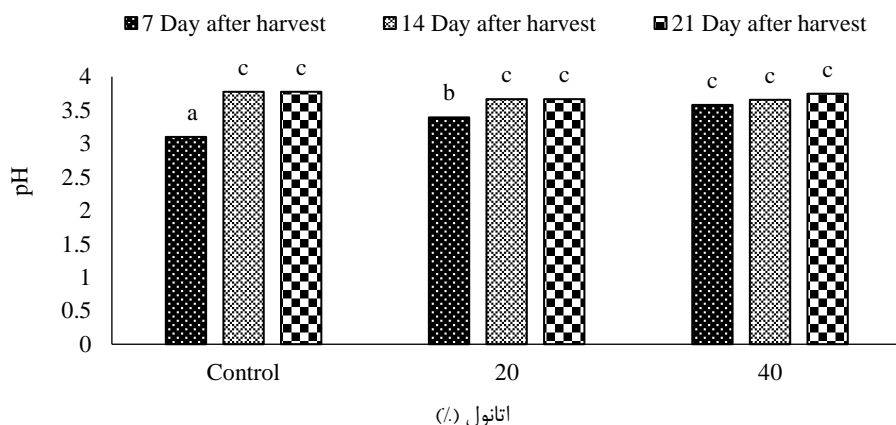 7 Day after harvest 14 Day after harvest 21 Day after harvest
c c c c c c c
b
a
4
3.5
3
2.5
2
1.5
1
0.5
0
pH
Control 20 40
اتانول (٪)